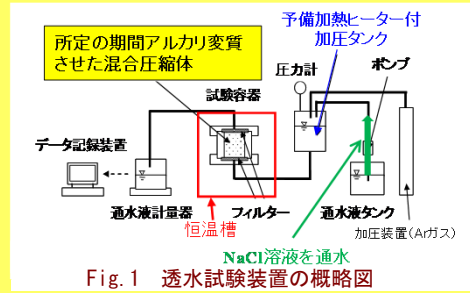 所定の期間アルカリ変質
させた混合圧縮体
予備加熱ヒーター付
加圧タンク
圧力計
ポンプ
試験容器
データ記録装置
通水液計量器
フィルター
通水液タンク
恒温槽
加圧装置(Arガス)
NaCl溶液を通水
Fig.1 透水試験装置の概略図